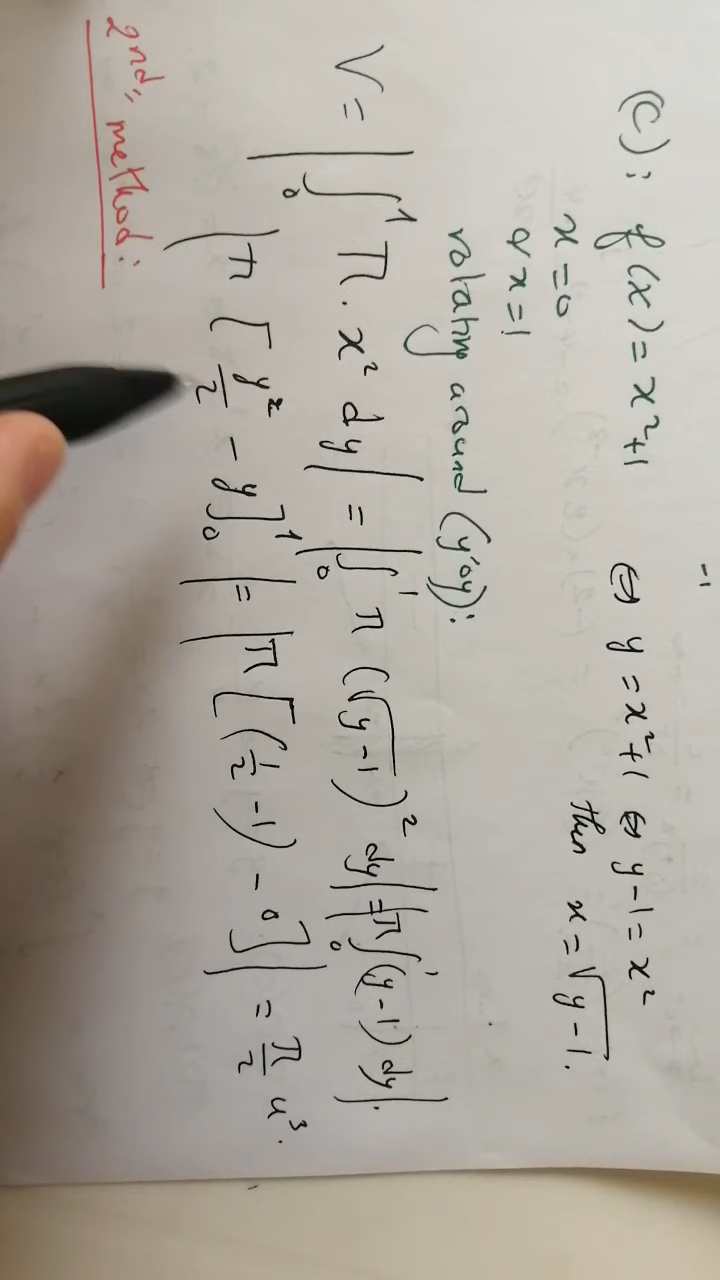 -1
(C): f(x) = x²+1 ⇔ y = x²+1 ⇔ y-1 = x²
x=0 then x = √(y-1).
& x=1
rotating around (y'oy):
V = |∫₀¹ π. x² dy| = |∫₀¹ π (√(y-1))² dy| = |π ∫₀¹ (y-1) dy|.
|π [y²/2 - y]₀¹| = |π [(1/2 -1) - 0]| = π/2 u³.
2nd, method: